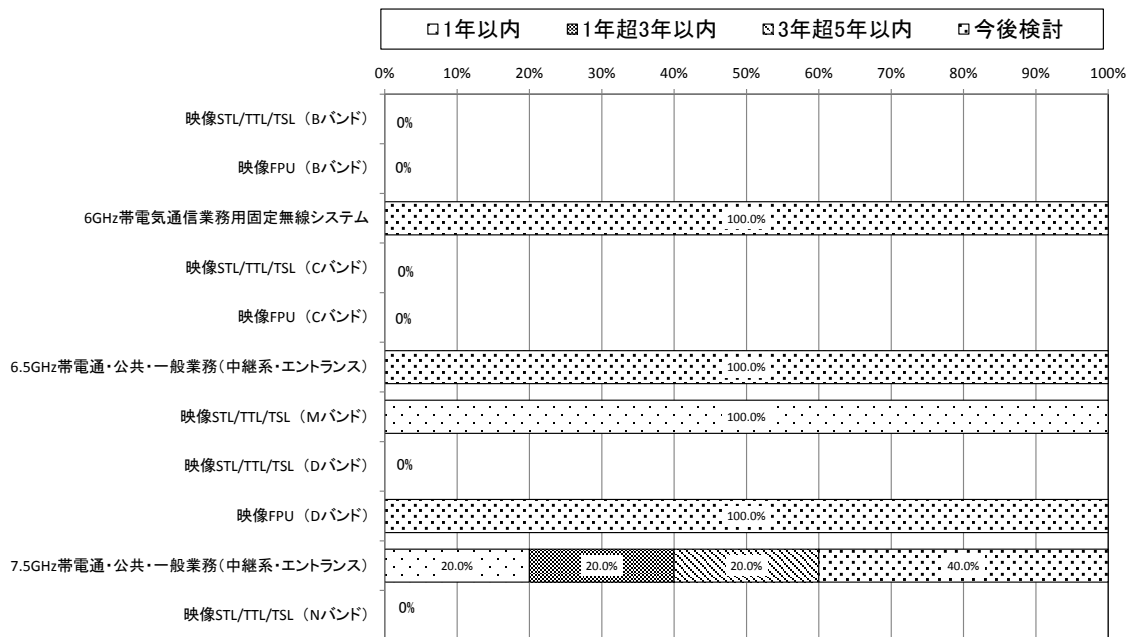 1年以内 1年超3年以内 3年超5年以内 今後検討
0% 10% 20% 30% 40% 50% 60% 70% 80% 90% 100%
映像STL/TTL/TSL（Bバンド） 0%
映像FPU（Bバンド） 0%
6GHz帯電気通信業務用固定無線システム 100.0%
映像STL/TTL/TSL（Cバンド） 0%
映像FPU（Cバンド） 0%
6.5GHz帯電通・公共・一般業務（中継系・エントランス） 100.0%
映像STL/TTL/TSL（Mバンド） 100.0%
映像STL/TTL/TSL（Dバンド） 0%
映像FPU（Dバンド） 100.0%
7.5GHz帯電通・公共・一般業務（中継系・エントランス） 20.0% 20.0% 20.0% 40.0%
映像STL/TTL/TSL（Nバンド） 0%